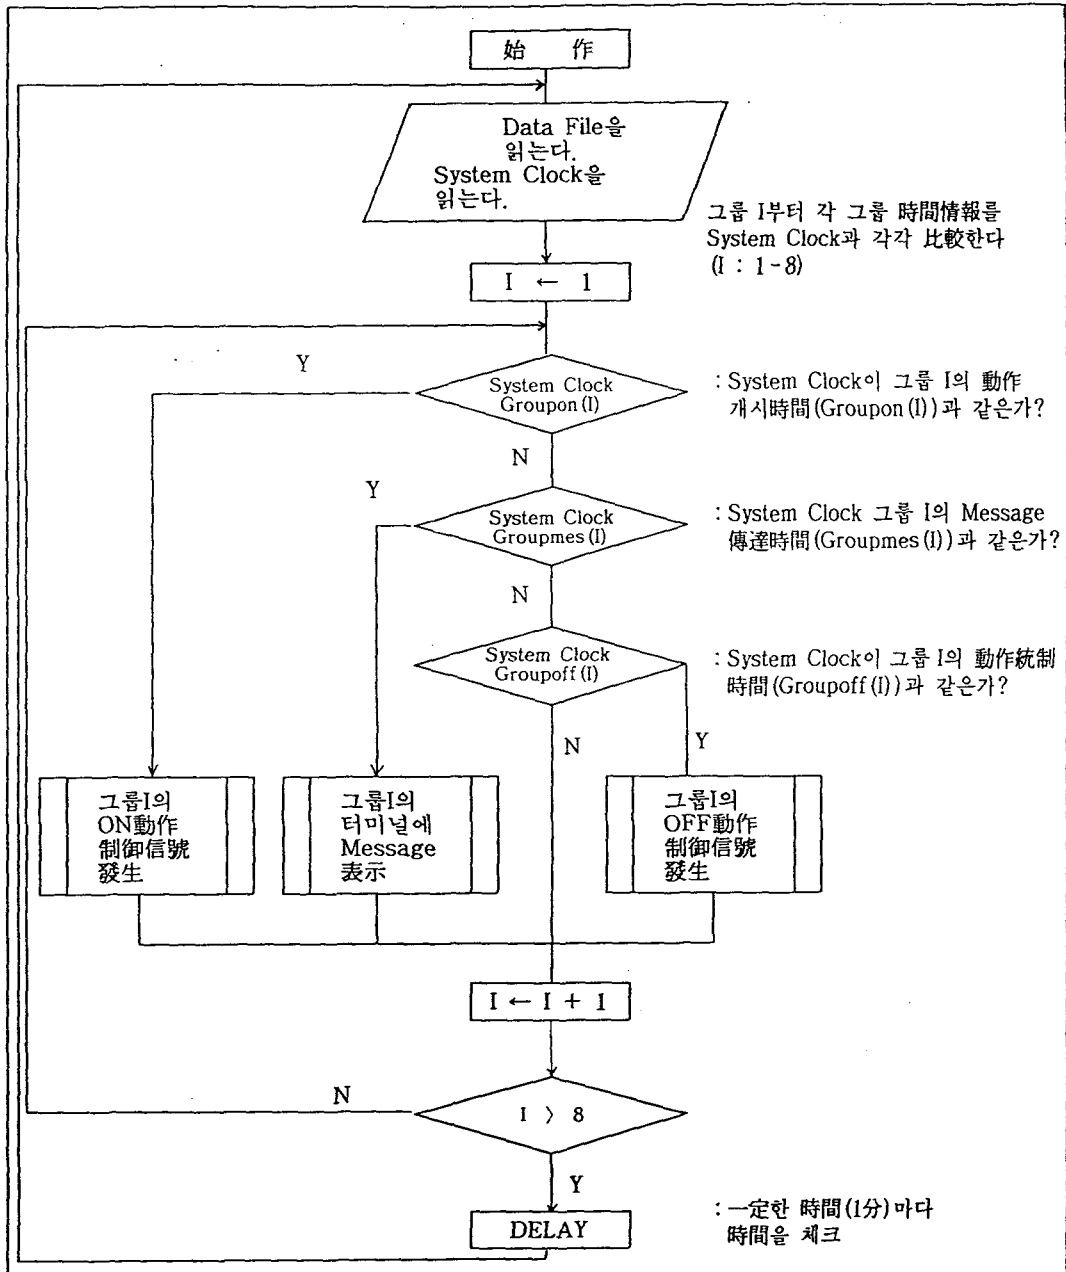 始 作
Data File을
읽는다.
System Clock을
읽는다.
그룹 I부터 각 그룹 時間情報를
System Clock과 각각 比較한다
(I : 1-8)
I ← 1
Y
System Clock
Groupon(I)
: System Clock이 그룹 I의 動作
개시時間(Groupon(I))과 같은가?
N
Y
System Clock
Groupmes(I)
: System Clock 그룹 I의 Message
傳達時間(Groupmes(I))과 같은가?
N
System Clock
Groupoff(I)
: System Clock이 그룹 I의 動作統制
時間(Groupoff(I))과 같은가?
N
Y
그룹I의
ON動作
制御信號
發生
그룹I의
터미널에
Message
表示
그룹I의
OFF動作
制御信號
發生
I ← I + 1
N
I 〉 8
Y
DELAY
: 一定한 時間(1分)마다
時間을 체크